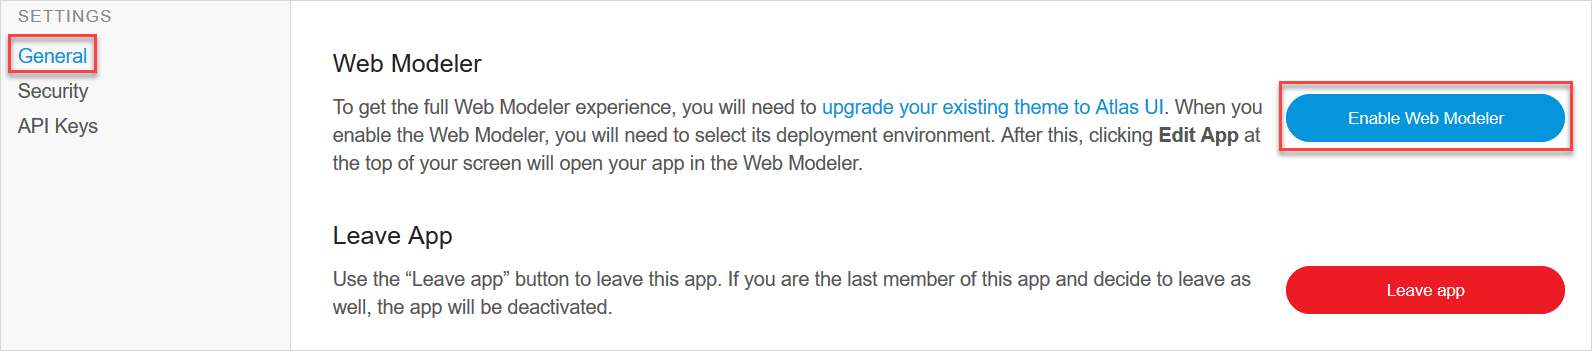 SETTINGS
General
Security
API Keys
Web Modeler
To get the full Web Modeler experience, you will need to upgrade your existing theme to Atlas UI. When you
enable the Web Modeler, you will need to select its deployment environment. After this, clicking Edit App at
the top of your screen will open your app in the Web Modeler.
Enable Web Modeler
Leave App
Use the “Leave app” button to leave this app. If you are the last member of this app and decide to leave as
well, the app will be deactivated.
Leave app